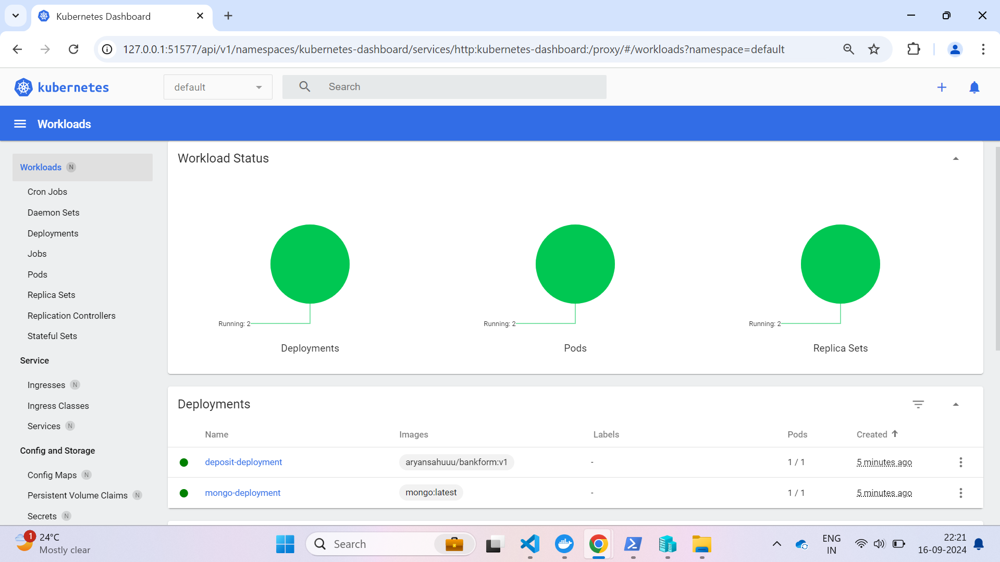 Kubernetes Dashboard
127.0.0.1:51577/api/v1/namespaces/kubernetes-dashboard/services/http:kubernetes-dashboard:/proxy/#/workloads?namespace=default
kubernetes
default
Search
Workloads
Workloads N
Cron Jobs
Daemon Sets
Deployments
Jobs
Pods
Replica Sets
Replication Controllers
Stateful Sets
Service
Ingresses N
Ingress Classes
Services N
Config and Storage
Config Maps N
Persistent Volume Claims N
Secrets N
Workload Status
Running: 2
Deployments
Running: 2
Pods
Running: 2
Replica Sets
Deployments
Name Images Labels Pods Created
deposit-deployment aryansahuuu/bankform:v1 - 1 / 1 5 minutes ago
mongo-deployment mongo:latest - 1 / 1 5 minutes ago
1
24°C
Mostly clear
Search
ENG
IN
22:21
16-09-2024